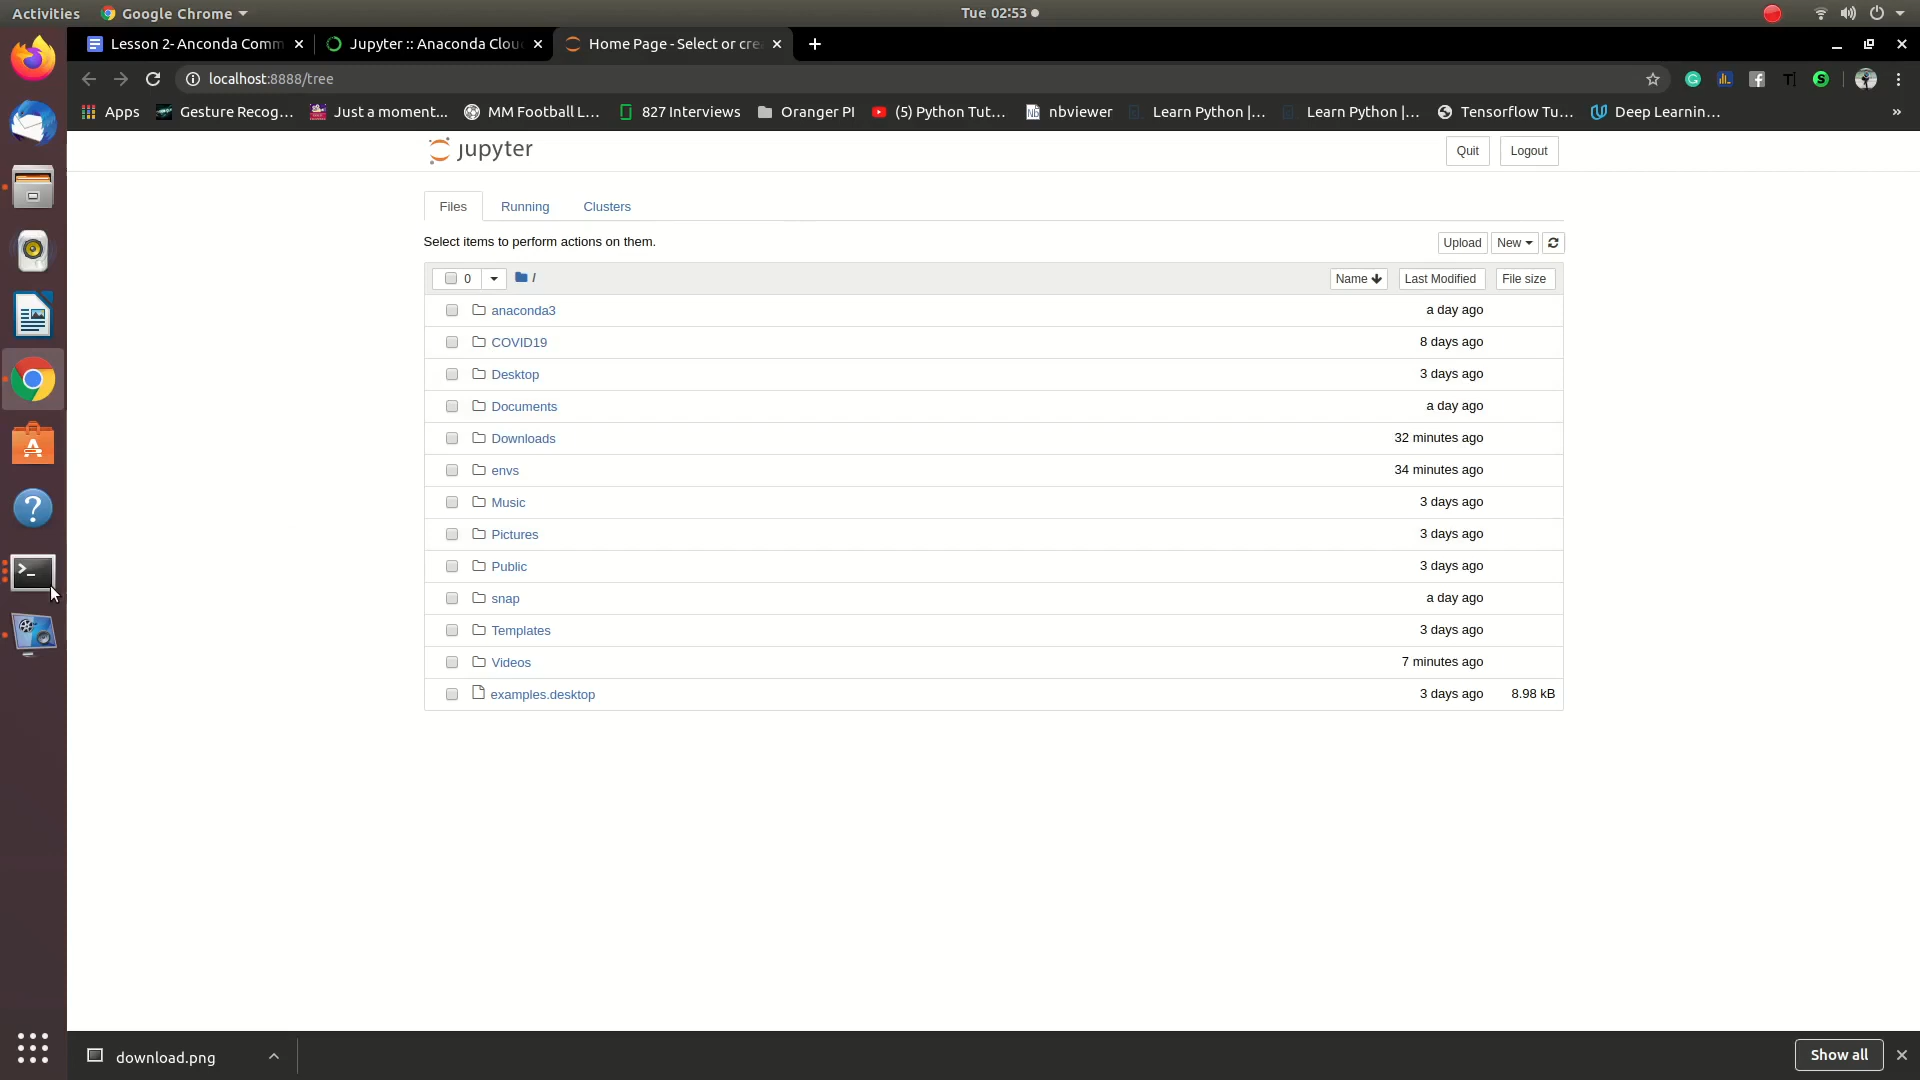 Activities Google Chrome Tue 02:53
Lesson 2- Anconda Comm Jupyter :: Anaconda Clou Home Page - Select or cre
localhost:8888/tree
Apps Gesture Recog... Just a moment... MM Football L... 827 Interviews Oranger PI (5) Python Tut... nbviewer Learn Python |... Learn Python |... Tensorflow Tu... Deep Learnin... »
jupyter Quit Logout
Files Running Clusters
Select items to perform actions on them. Upload New
0 / Name Last Modified File size
anaconda3 a day ago
COVID19 8 days ago
Desktop 3 days ago
Documents a day ago
Downloads 32 minutes ago
envs 34 minutes ago
Music 3 days ago
Pictures 3 days ago
Public 3 days ago
snap a day ago
Templates 3 days ago
Videos 7 minutes ago
examples.desktop 3 days ago 8.98 kB
download.png Show all